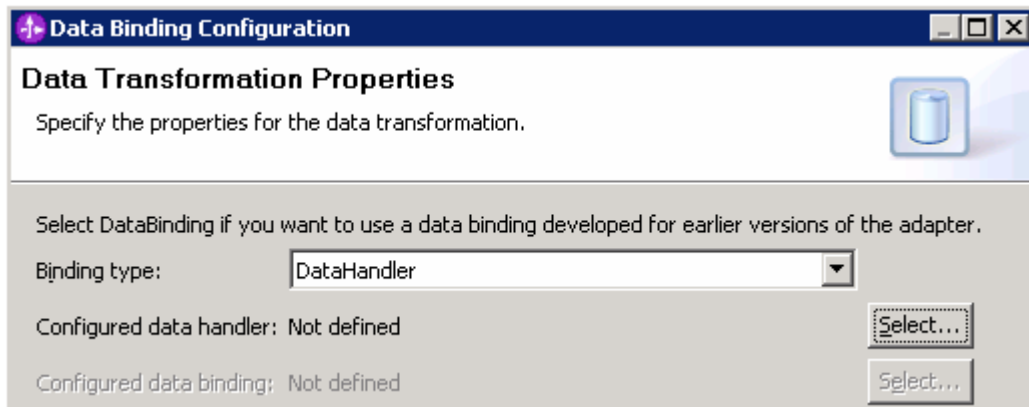 Data Binding Configuration
Data Transformation Properties
Specify the properties for the data transformation.
Select DataBinding if you want to use a data binding developed for earlier versions of the adapter.
Binding type: DataHandler
Configured data handler: Not defined Select...
Configured data binding: Not defined Select...